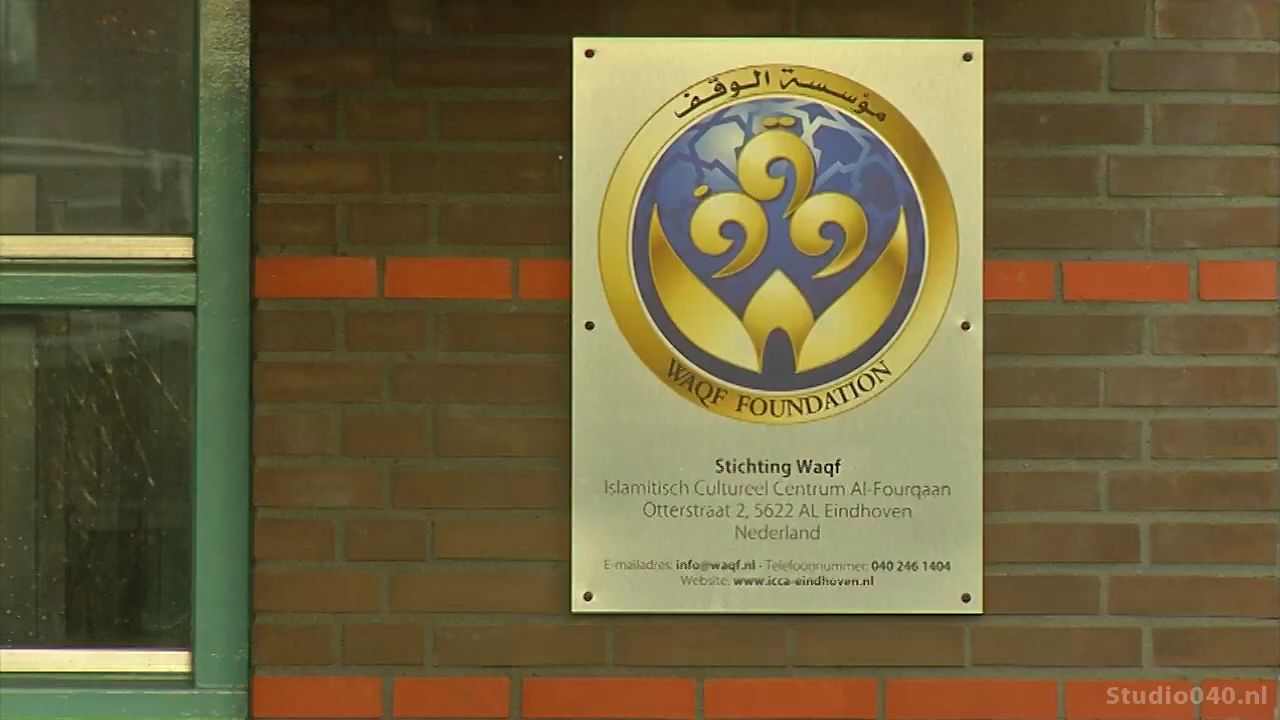 مؤسسة الوقف
WAQF FOUNDATION
Stichting Waqf
Islamitisch Cultureel Centrum Al-Fourqaan
Otterstraat 2, 5622 AL Eindhoven
Nederland
E-mailadres: info@waqf.nl - Telefoonnummer: 040 246 1404
Website: www.icca-eindhoven.nl
Studio040.nl